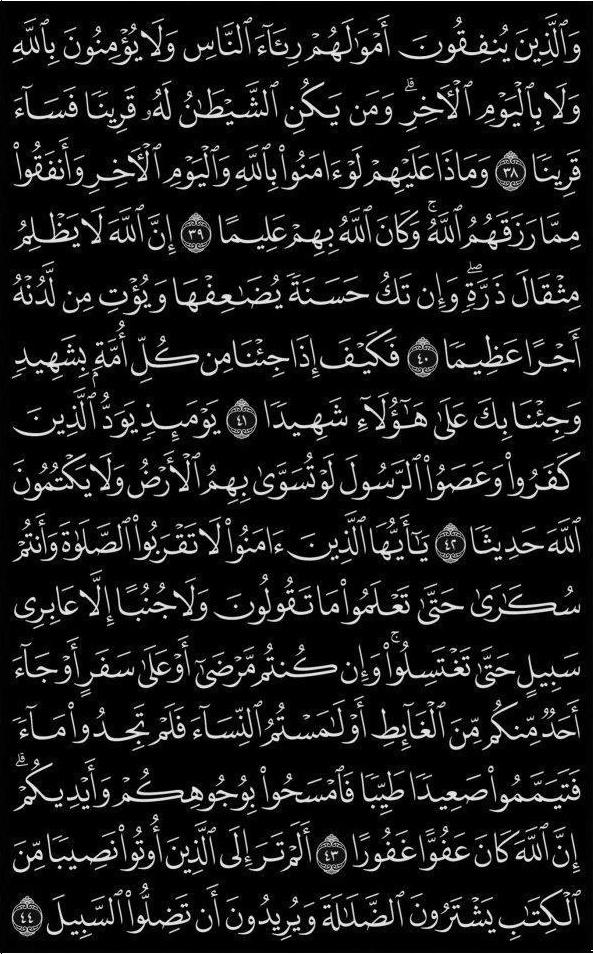 وَٱلَّذِينَ يُنفِقُونَ أَمْوَٰلَهُمْ رِئَآءَ ٱلنَّاسِ وَلَا يُؤْمِنُونَ بِٱللَّهِ
وَلَا بِٱلْيَوْمِ ٱلْأَخِرِ ۗ وَمَن يَكُنِ ٱلشَّيْطَٰنُ لَهُۥ قَرِينًا فَسَآءَ
قَرِينًا ٣٨ وَمَاذَا عَلَيْهِمْ لَوْ ءَامَنُوا۟ بِٱللَّهِ وَٱلْيَوْمِ ٱلْأَخِرِ وَأَنفَقُوا۟
مِمَّا رَزَقَهُمُ ٱللَّهُ ۚ وَكَانَ ٱللَّهُ بِهِمْ عَلِيمًا ٣٩ إِنَّ ٱللَّهَ لَا يَظْلِمُ
مِثْقَالَ ذَرَّةٍ ۖ وَإِن تَكُ حَسَنَةً يُضَٰعِفْهَا وَيُؤْتِ مِن لَّدُنْهُ
أَجْرًا عَظِيمًا ٤٠ فَكَيْفَ إِذَا جِئْنَا مِن كُلِّ أُمَّةٍۭ بِشَهِيدٍ
وَجِئْنَا بِكَ عَلَىٰ هَٰٓؤُلَآءِ شَهِيدًا ٤١ يَوْمَئِذٍ يَوَدُّ ٱلَّذِينَ
كَفَرُوا۟ وَعَصَوُا۟ ٱلرَّسُولَ لَوْ تُسَوَّىٰ بِهِمُ ٱلْأَرْضُ وَلَا يَكْتُمُونَ
ٱللَّهَ حَدِيثًا ٤٢ يَٰٓأَيُّهَا ٱلَّذِينَ ءَامَنُوا۟ لَا تَقْرَبُوا۟ ٱلصَّلَوٰةَ وَأَنتُمْ
سُكَٰرَىٰ حَتَّىٰ تَعْلَمُوا۟ مَا تَقُولُونَ وَلَا جُنُبًا إِلَّا عَابِرِى
سَبِيلٍ حَتَّىٰ تَغْتَسِلُوا۟ ۚ وَإِن كُنتُم مَّرْضَىٰٓ أَوْ عَلَىٰ سَفَرٍ أَوْ جَآءَ
أَحَدٌ مِّنكُم مِّنَ ٱلْغَآئِطِ أَوْ لَٰمَسْتُمُ ٱلنِّسَآءَ فَلَمْ تَجِدُوا۟ مَآءً
فَتَيَمَّمُوا۟ صَعِيدًا طَيِّبًا فَٱمْسَحُوا۟ بِوُجُوهِكُمْ وَأَيْدِيكُمْ ۗ
إِنَّ ٱللَّهَ كَانَ عَفُوًّا غَفُورًا ٤٣ أَلَمْ تَرَ إِلَى ٱلَّذِينَ أُوتُوا۟ نَصِيبًا مِّنَ
ٱلْكِتَٰبِ يَشْتَرُونَ ٱلضَّلَٰلَةَ وَيُرِيدُونَ أَن تَضِلُّوا۟ ٱلسَّبِيلَ ٤٤